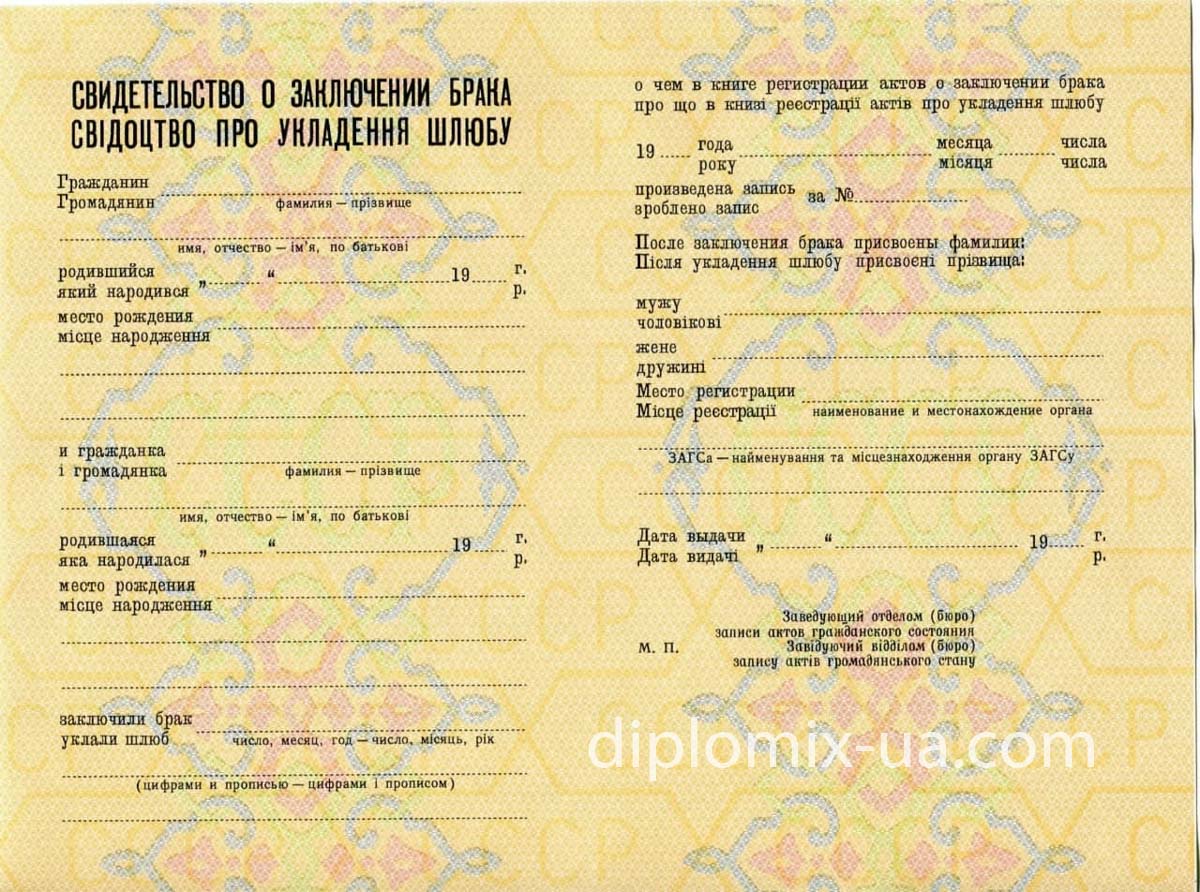 СВИДЕТЕЛЬСТВО О ЗАКЛЮЧЕНИИ БРАКА
СВІДОЦТВО ПРО УКЛАДЕННЯ ШЛЮБУ
Гражданин
Громадянин
фамилия — прізвище
имя, отчество — ім'я, по батькові
родившийся „ “ 19 г.
який народився р.
место рождения
місце народження
и гражданка
і громадянка
фамилия — прізвище
имя, отчество — ім'я, по батькові
родившаяся „ “ 19 г.
яка народилася р.
место рождения
місце народження
заключили брак
уклали шлюб
число, месяц, год — число, місяць, рік
(цифрами и прописью — цифрами і прописом)
о чем в книге регистрации актов о заключении брака
про що в книзі реєстрації актів про укладення шлюбу
19 года месяца числа
року місяця числа
произведена запись за №
зроблено запис
После заключения брака присвоены фамилии:
Після укладення шлюбу присвоєні прізвища:
мужу
чоловікові
жене
дружині
Место регистрации
Місце реєстрації
наименование и местонахождение органа
ЗАГСа — найменування та місцезнаходження органу ЗАГСу
Дата выдачи „ “ 19 г.
Дата видачі р.
Заведующий отделом (бюро)
записи актов гражданского состояния
М. П. Завідуючий відділом (бюро)
запису актів громадянського стану
diplomix-ua.com
СССР
СССР